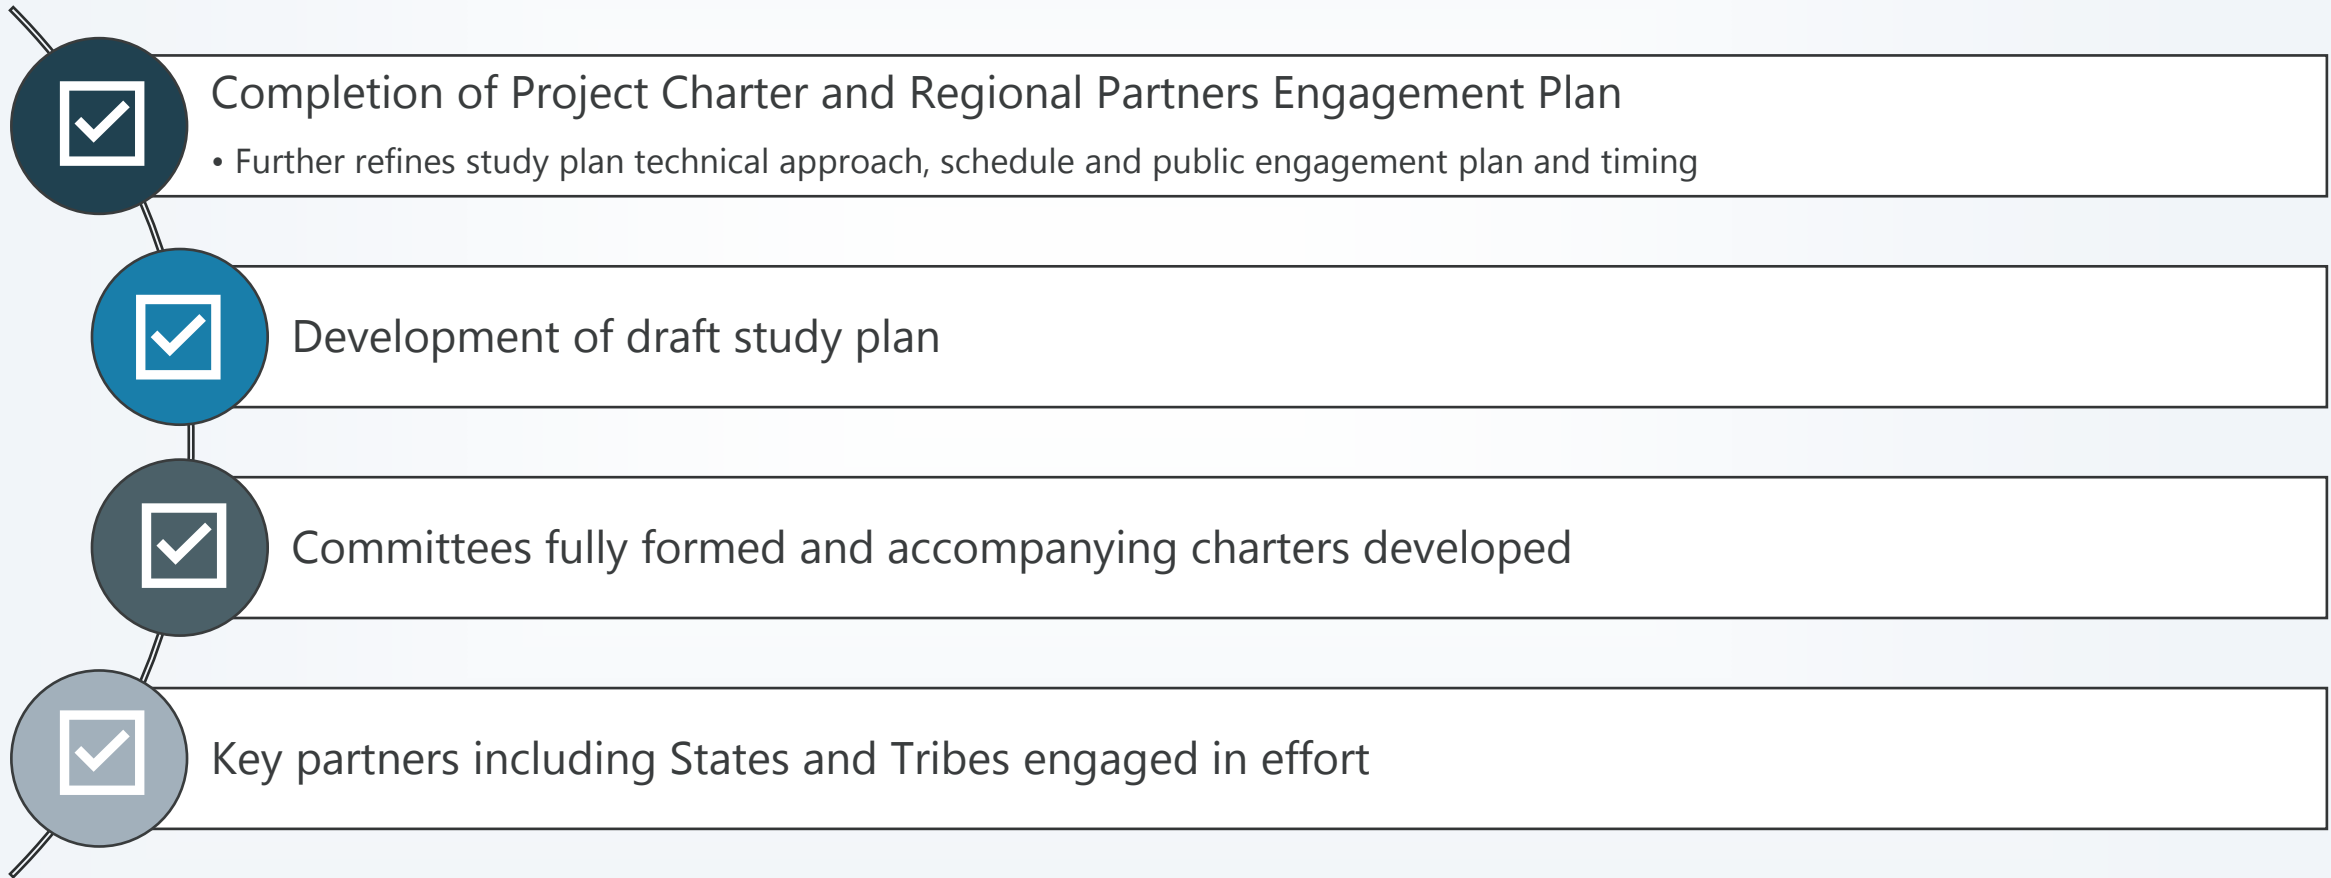 Completion of Project Charter and Regional Partners Engagement Plan
• Further refines study plan technical approach, schedule and public engagement plan and timing
Development of draft study plan
Committees fully formed and accompanying charters developed
Key partners including States and Tribes engaged in effort